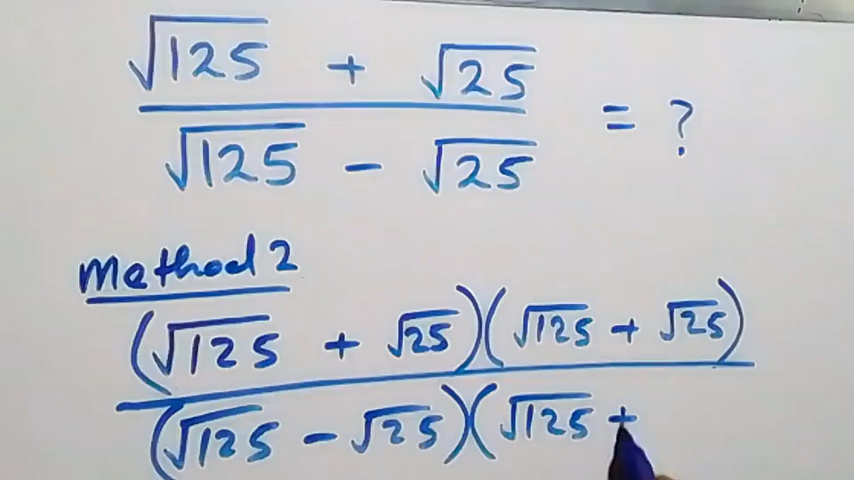 √125 + √25
= ?
√125 - √25
Method 2
(√125 + √25)(√125 + √25)
(√125 - √25)(√125 +